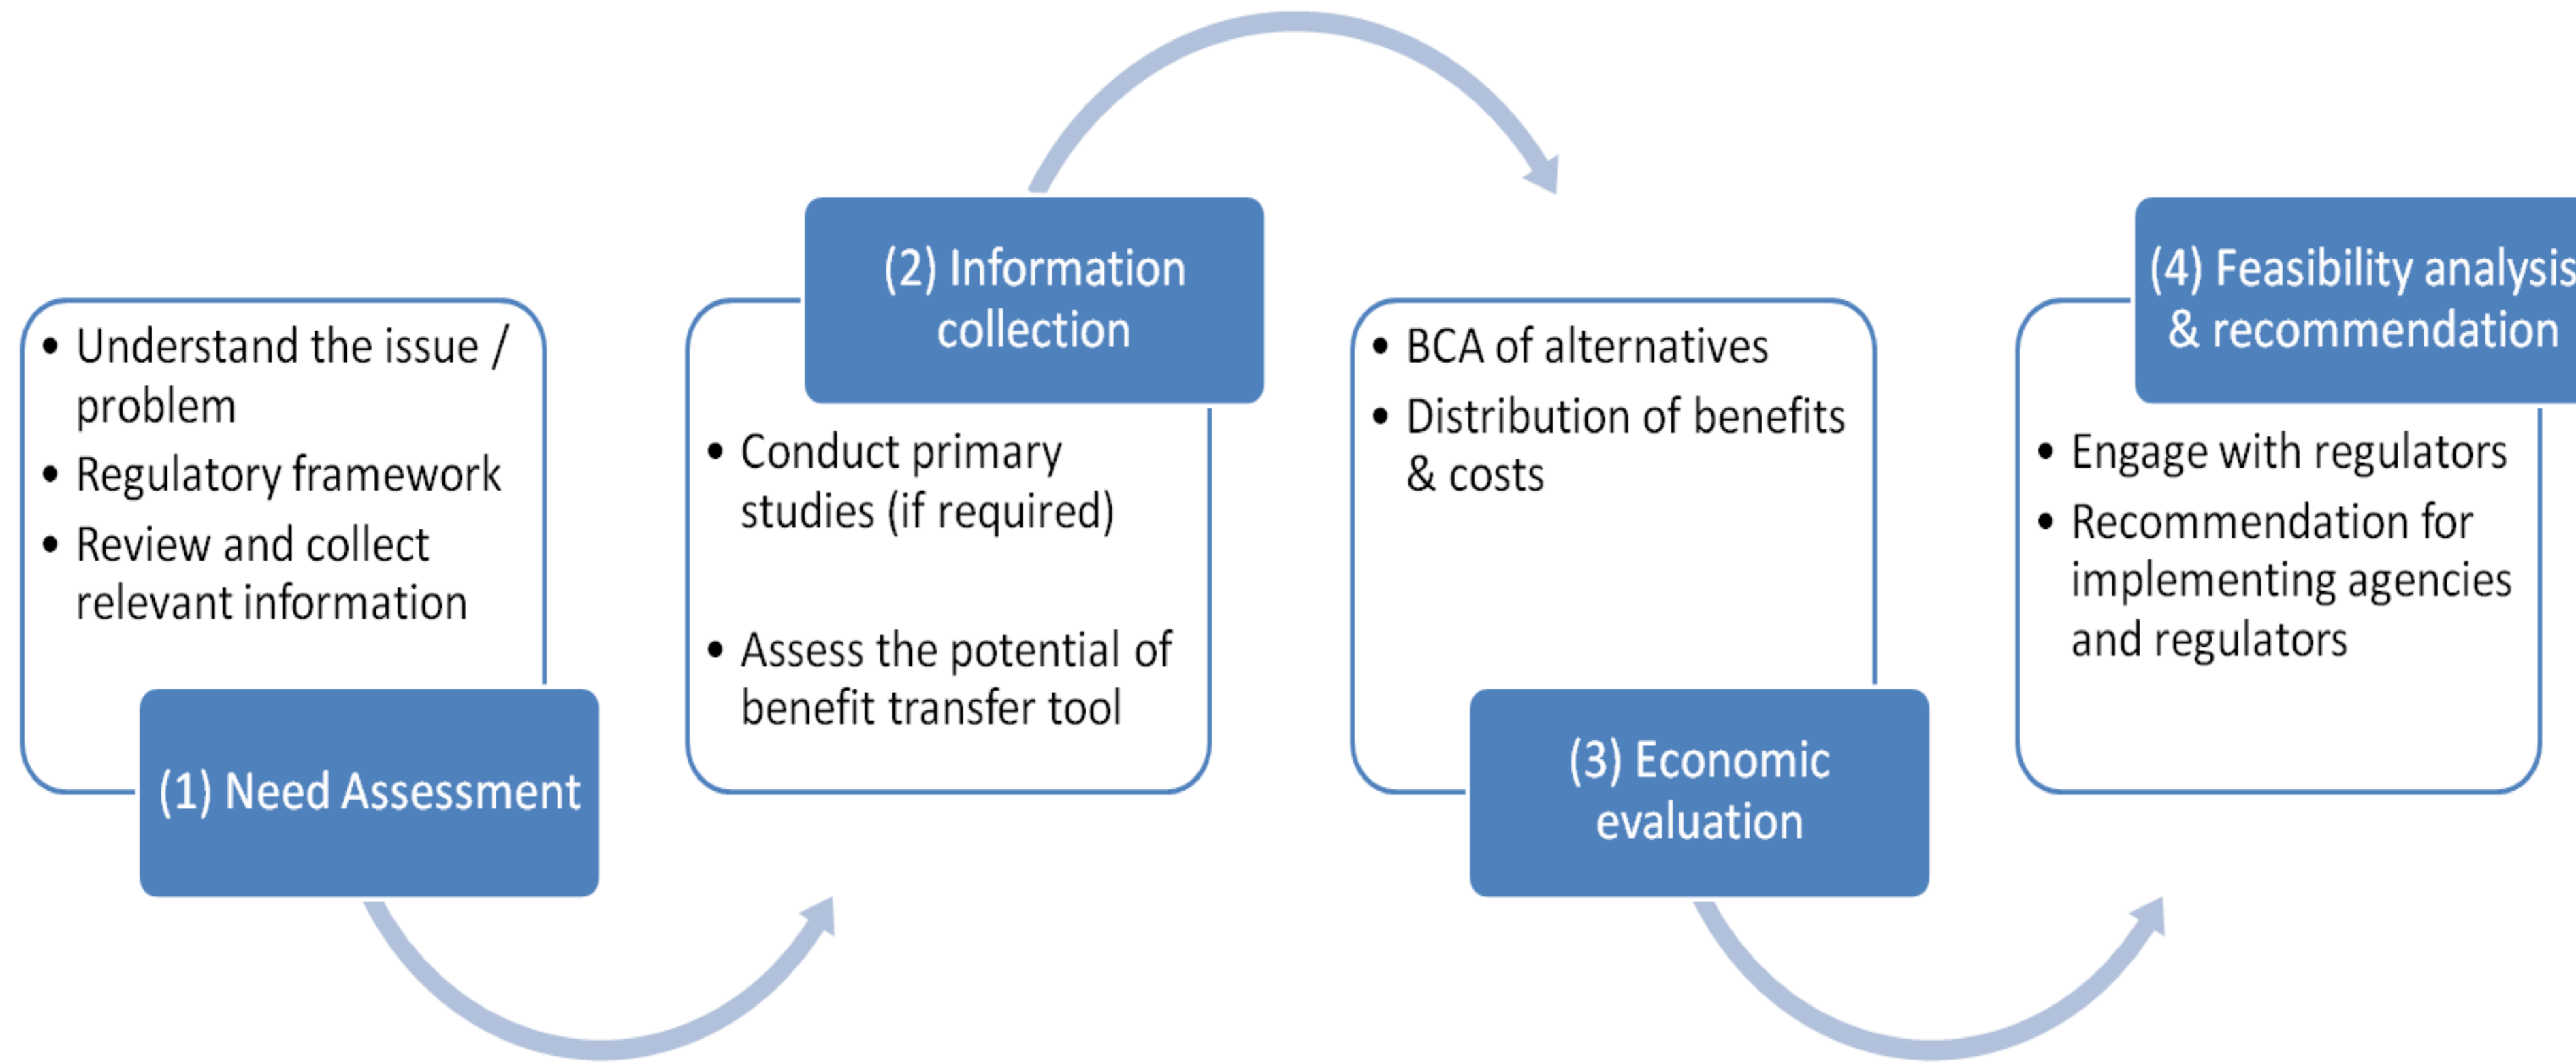 • Understand the issue /
problem
• Regulatory framework
• Review and collect
relevant information
(1) Need Assessment
(2) Information
collection
• Conduct primary
studies (if required)
• Assess the potential of
benefit transfer tool
• BCA of alternatives
• Distribution of benefits
& costs
(3) Economic
evaluation
(4) Feasibility analysis
& recommendation
• Engage with regulators
• Recommendation for
implementing agencies
and regulators